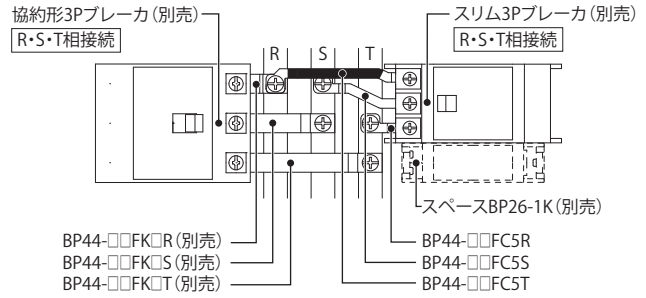 協約形3Pブレーカ(別売)
R・S・T相接続
スリム3Pブレーカ(別売)
R・S・T相接続
R S T
スペースBP26-1K(別売)
BP44-□□FK□R(別売)
BP44-□□FK□S(別売)
BP44-□□FK□T(別売)
BP44-□□FC5R
BP44-□□FC5S
BP44-□□FC5T